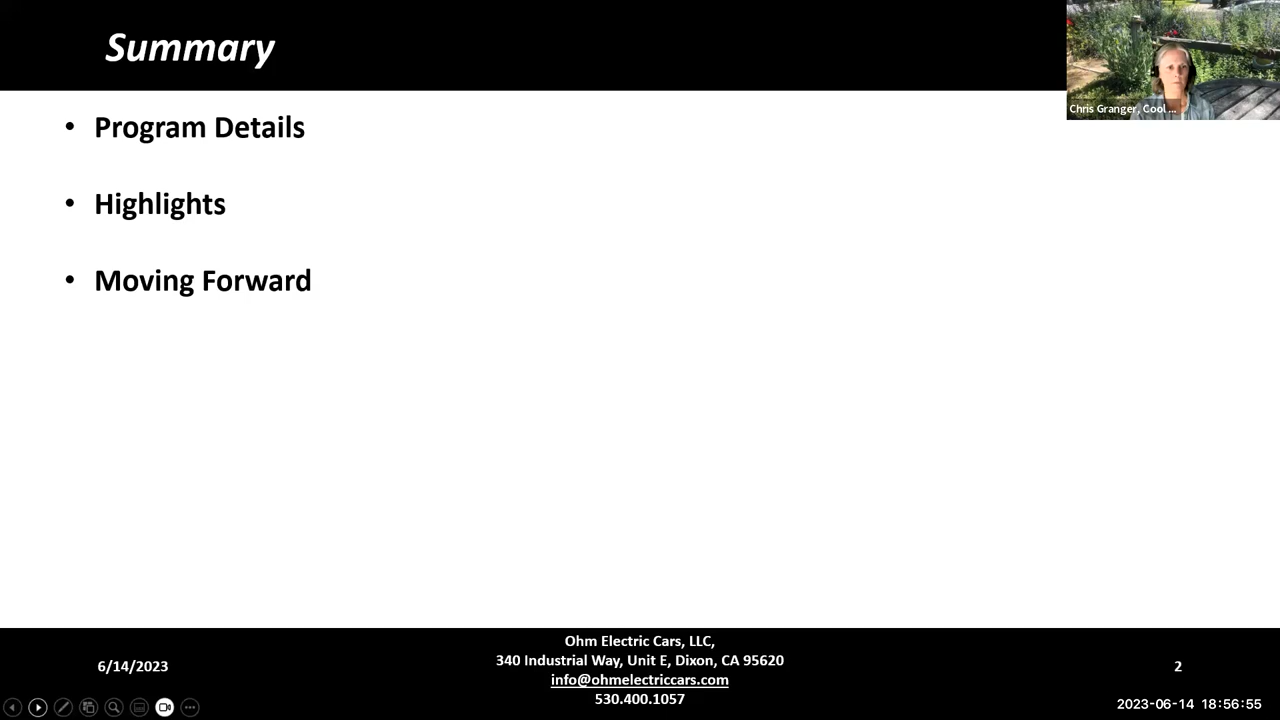 Summary
Chris Granger, Cool ...
• Program Details
• Highlights
• Moving Forward
6/14/2023
Ohm Electric Cars, LLC,
340 Industrial Way, Unit E, Dixon, CA 95620
info@ohmelectriccars.com
530.400.1057
2
2023-06-14 18:56:55